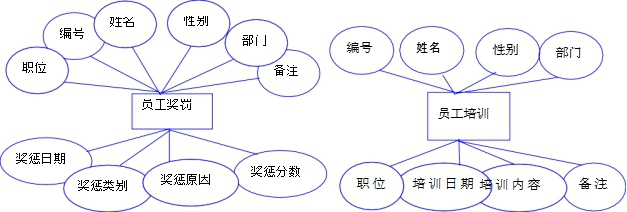 姓名
性别
编号
部门
职位
备注
员工奖罚
奖惩日期
奖惩类别
奖惩原因
奖惩分数
编号
姓名
性别
部门
员工培训
职位
培训日期
培训内容
备注